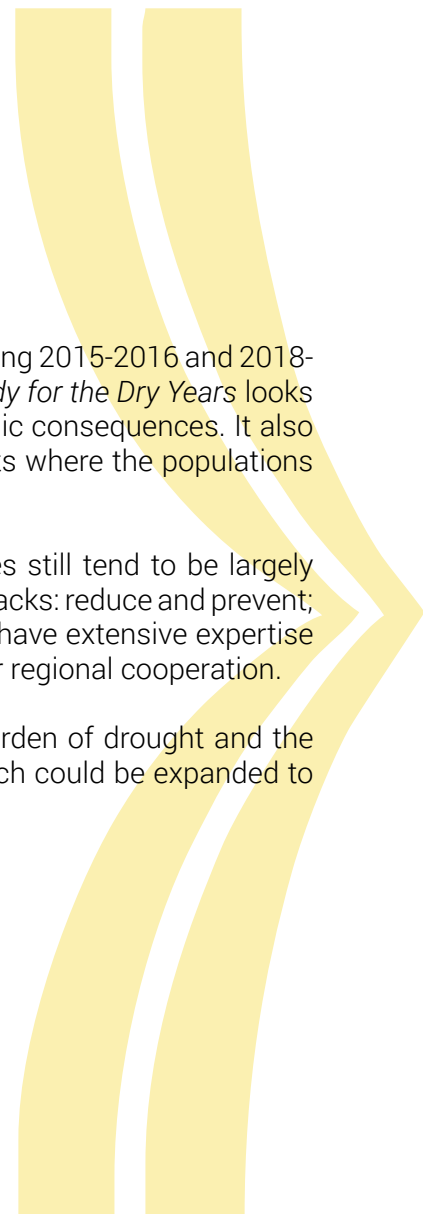 ng 2015-2016 and 2018-
dy for the Dry Years looks
ic consequences. It also
ts where the populations
es still tend to be largely
acks: reduce and prevent;
have extensive expertise
r regional cooperation.
rden of drought and the
ch could be expanded to